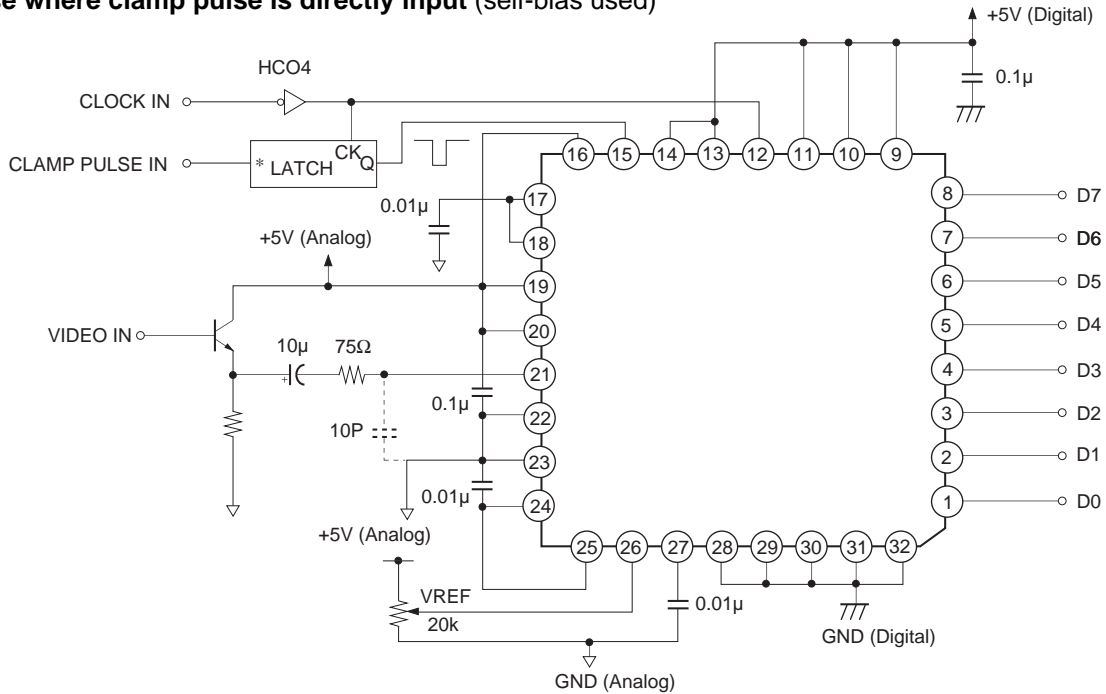 se where clamp pulse is directly input (self-bias used)
+5V (Digital)
HCO4
0.1µ
CLOCK IN
CK
Q
CLAMP PULSE IN
* LATCH
16 15 14 13 12 11 10 9
17
8 D7
0.01µ
18
7 D6
+5V (Analog)
19
6 D5
VIDEO IN
20
5 D4
10µ 75Ω
+
21
4 D3
0.1µ
22
3 D2
10P
23
2 D1
0.01µ
24
1 D0
+5V (Analog)
25 26 27 28 29 30 31 32
VREF
20k
0.01µ
GND (Digital)
GND (Analog)